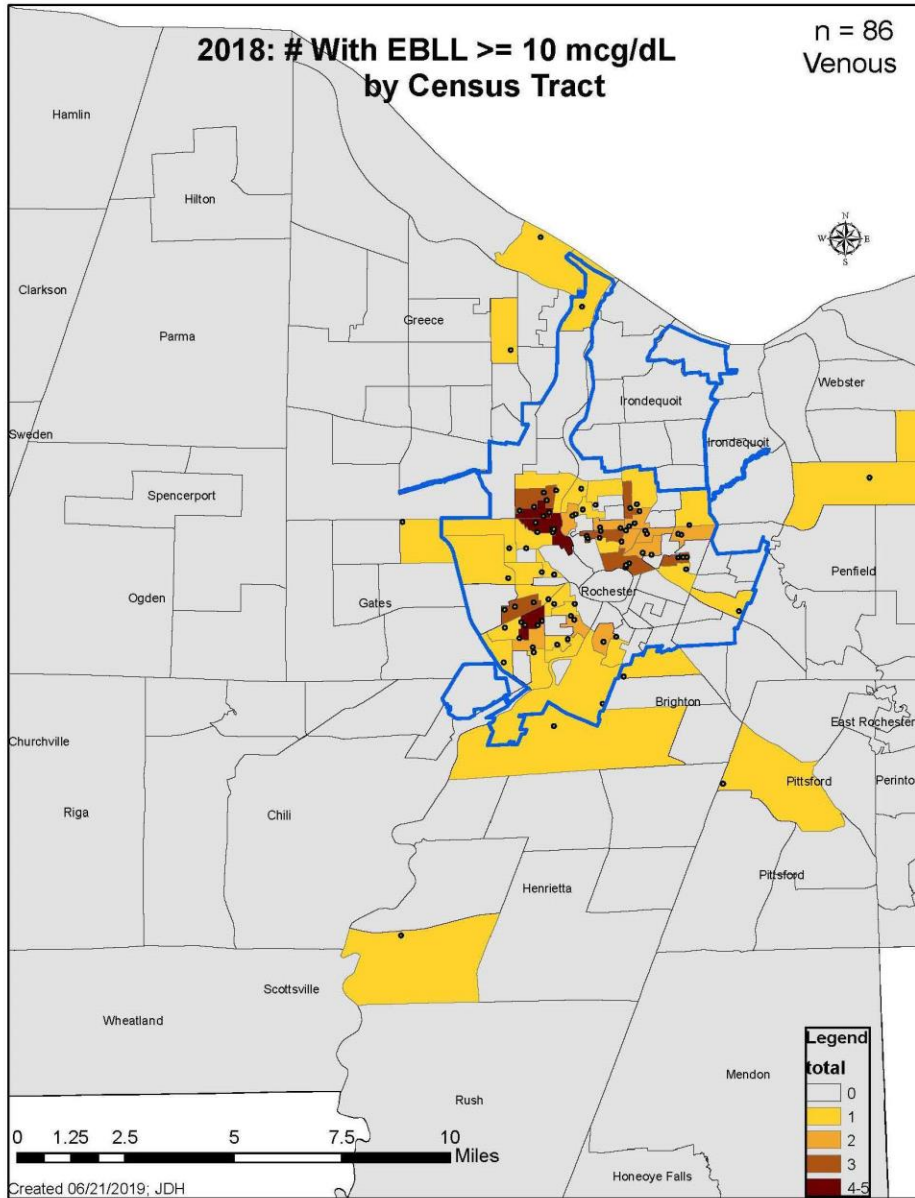 2018: # With EBLL >= 10 mcg/dL
by Census Tract
n = 86
Venous
Hamlin
Hilton
N
W E
S
Clarkson
Greece
Parma
Webster
Irondequoit
Sweden
Irondequoit
Spencerport
Penfield
Rochester
Ogden
Gates
Brighton
East Rochester
Churchville
Pittsford
Perinto
Riga
Chili
Pittsford
Henrietta
Scottsville
Wheatland
Mendon
Rush
Honeoye Falls
Legend
total
0
1
2
3
4-5
0 1.25 2.5 5 7.5 10
Miles
Created 06/21/2019; JDH